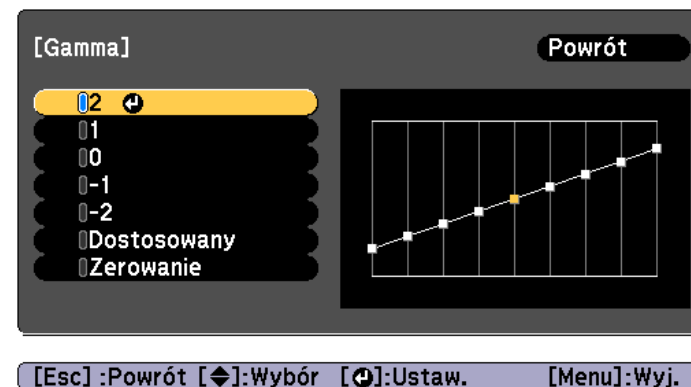 [Gamma] Powrót
2
1
0
-1
-2
Dostosowany
Zerowanie
[Esc] :Powrót [◆]:Wybór [↵]:Ustaw. [Menu]:Wyj.